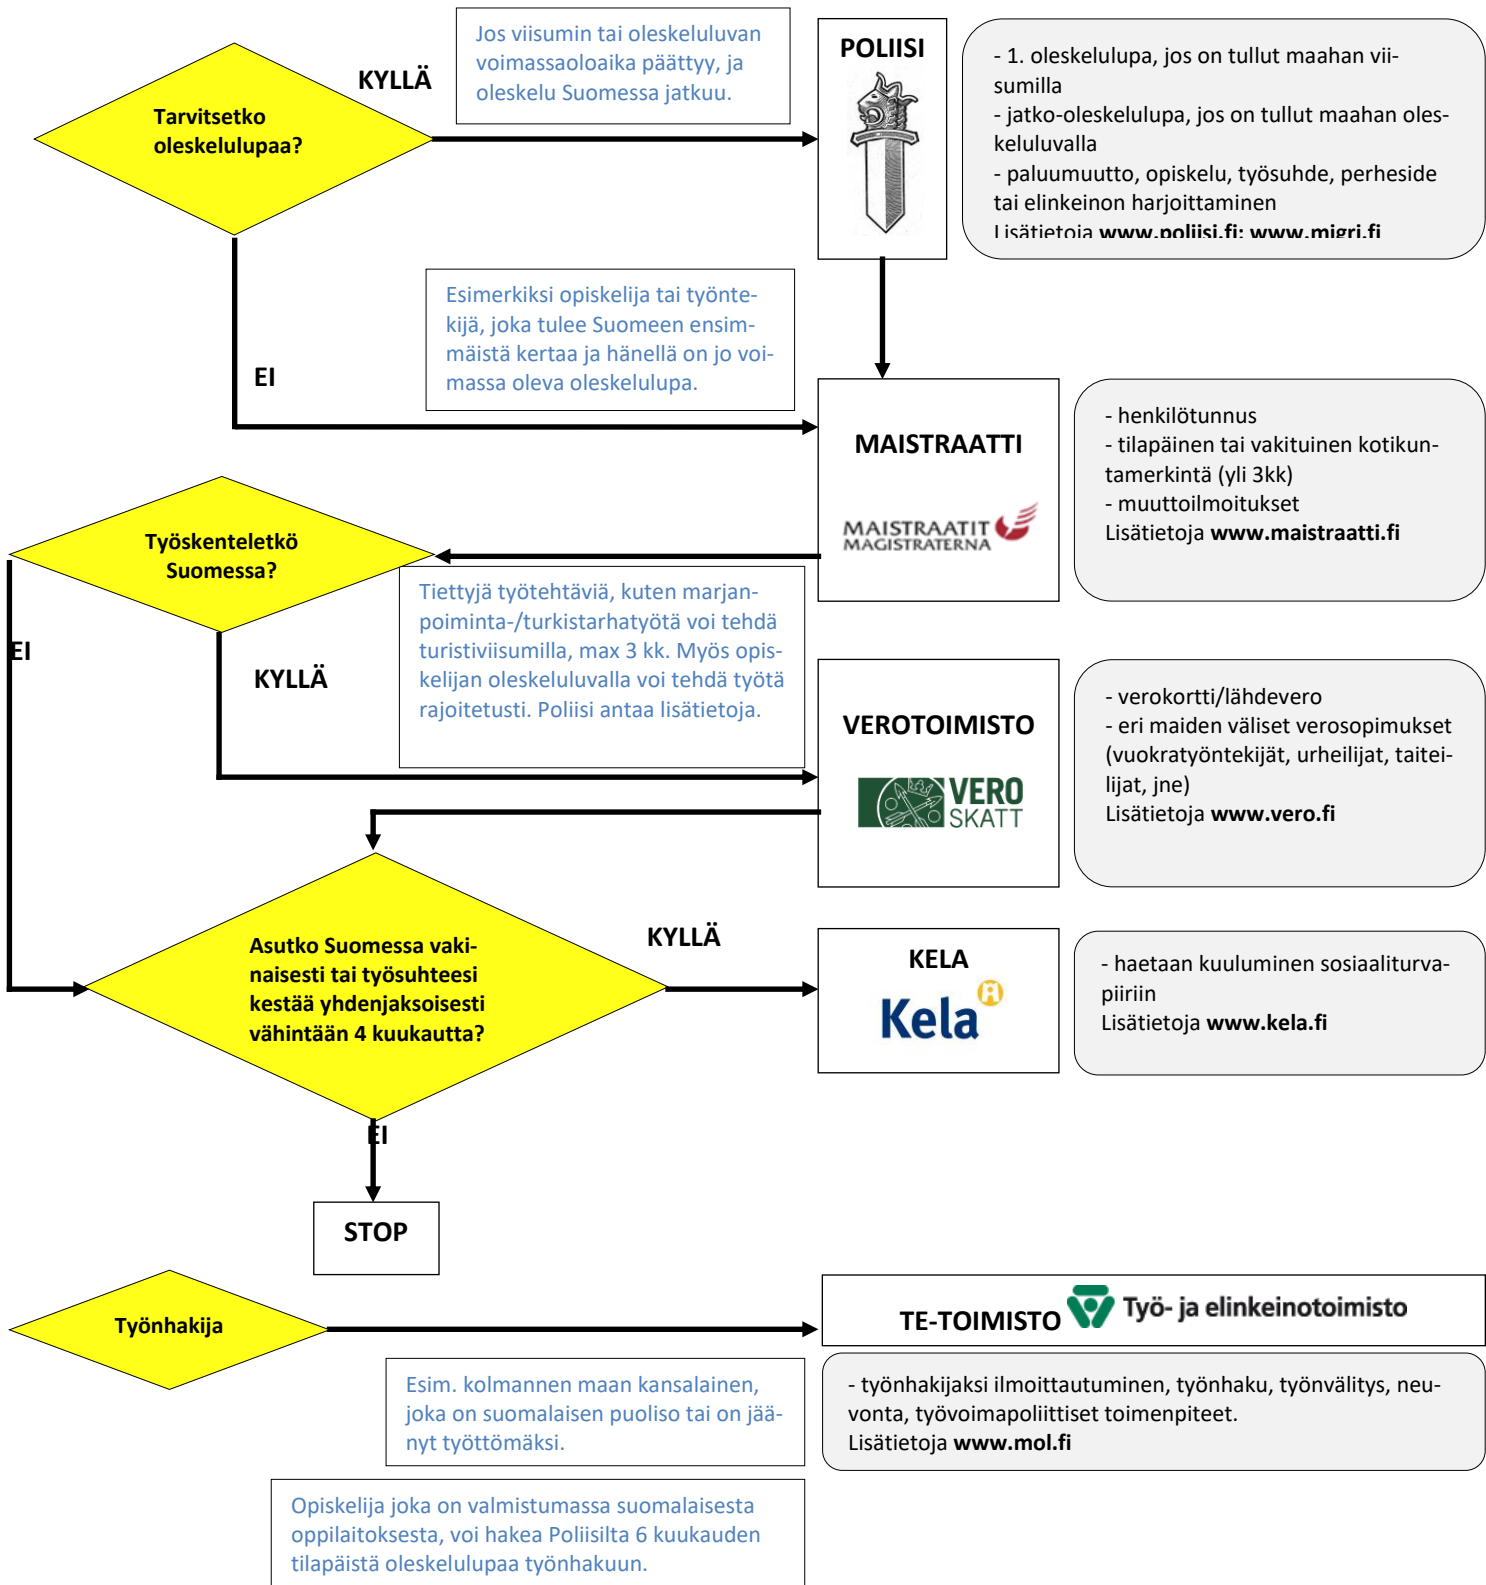 Jos viisumin tai oleskeluluvan
voimassaoloaika päättyy, ja
oleskelu Suomessa jatkuu.
KYLLÄ
Tarvitsetko
oleskelulupaa?
POLIISI
- 1. oleskelulupa, jos on tullut maahan vii-
sumilla
- jatko-oleskelulupa, jos on tullut maahan oles-
keluluvalla
- paluumuutto, opiskelu, työsuhde, perheside
tai elinkeinon harjoittaminen
Lisätietoja www.poliisi.fi; www.migri.fi
Esimerkiksi opiskelija tai työnte-
kijä, joka tulee Suomeen ensim-
mäistä kertaa ja hänellä on jo voi-
massa oleva oleskelulupa.
EI
MAISTRAATTI
MAISTRAATIT
MAGISTRATERNA
- henkilötunnus
- tilapäinen tai vakituinen kotikun-
tamerkintä (yli 3kk)
- muuttoilmoitukset
Lisätietoja www.maistraatti.fi
Työskenteletkö
Suomessa?
EI
KYLLÄ
Tiettyjä työtehtäviä, kuten marjan-
poiminta-/turkistarhatyötä voi tehdä
turistiviisumilla, max 3 kk. Myös opis-
kelijan oleskeluluvalla voi tehdä työtä
rajoitetusti. Poliisi antaa lisätietoja.
VEROTOIMISTO
VERO
SKATT
- verokortti/lähdevero
- eri maiden väliset verosopimukset
(vuokratyöntekijät, urheilijat, taitei-
lijat, jne)
Lisätietoja www.vero.fi
Asutko Suomessa vaki-
naisesti tai työsuhteesi
kestää yhdenjaksoisesti
vähintään 4 kuukautta?
KYLLÄ
KELA
Kela
- haetaan kuuluminen sosiaaliturva-
piiriin
Lisätietoja www.kela.fi
EI
STOP
Työnhakija
TE-TOIMISTO Työ- ja elinkeinotoimisto
Esim. kolmannen maan kansalainen,
joka on suomalaisen puoliso tai on jää-
nyt työttömäksi.
- työnhakijaksi ilmoittautuminen, työnhaku, työnvälitys, neu-
vonta, työvoimapoliittiset toimenpiteet.
Lisätietoja www.mol.fi
Opiskelija joka on valmistumassa suomalaisesta
oppilaitoksesta, voi hakea Poliisilta 6 kuukauden
tilapäistä oleskelulupaa työnhakuun.